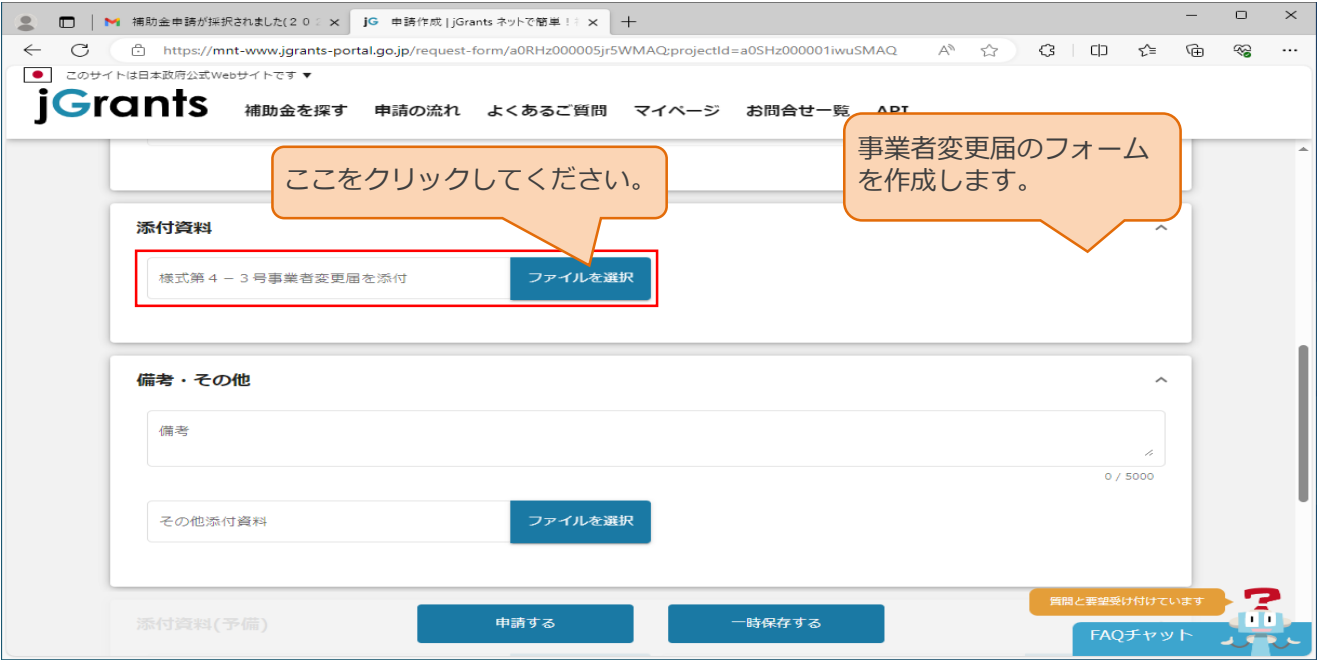 補助金申請が採択されました(20
jG 申請作成 | jGrants ネットで簡単!
https://mnt-www.jgrants-portal.go.jp/request-form/a0RHz000005jr5WMAQ;projectId=a0SHz000001iwuSMAQ
このサイトは日本政府公式Webサイトです ▼
jGrants
補助金を探す 申請の流れ よくあるご質問 マイページ お問合せ一覧 API
ここをクリックしてください。
事業者変更届のフォーム
を作成します。
添付資料
様式第4-3号事業者変更届を添付
ファイルを選択
備考・その他
備考
0 / 5000
その他添付資料
ファイルを選択
質問と要望受け付けています
添付資料(予備)
申請する
一時保存する
FAQチャット